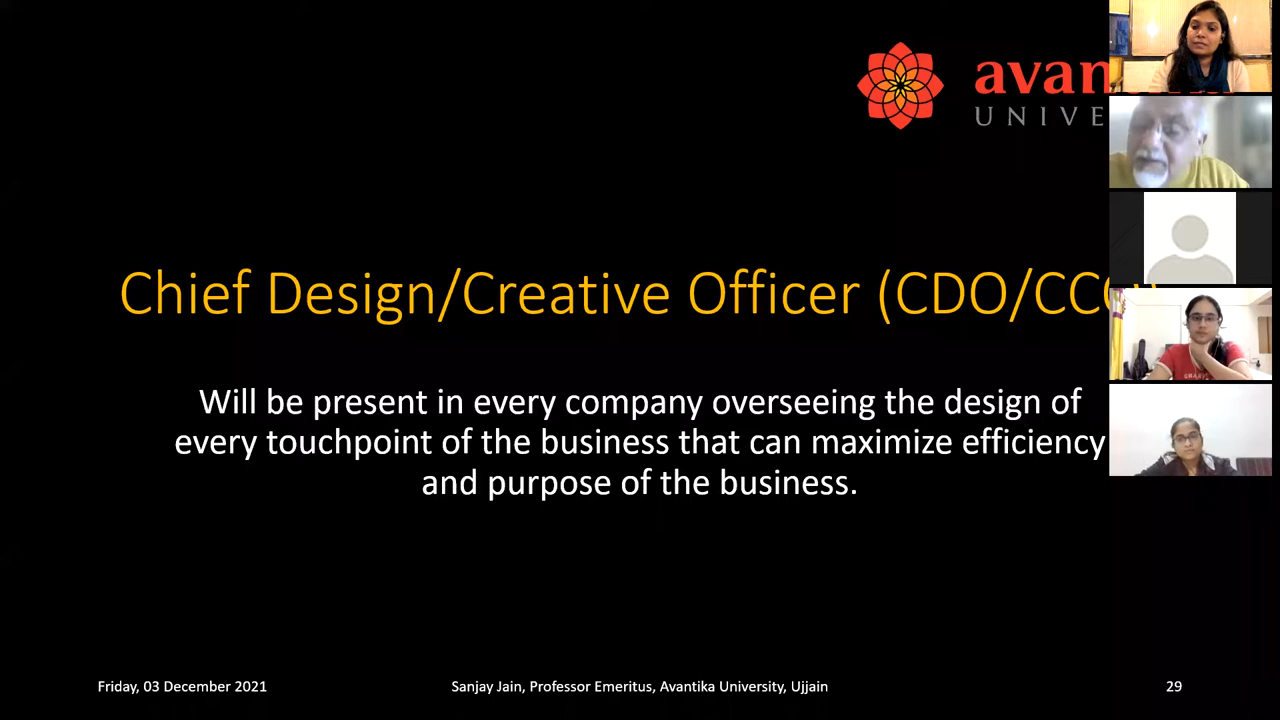 avan
UNIVE
Chief Design/Creative Officer (CDO/CCO)
Will be present in every company overseeing the design of
every touchpoint of the business that can maximize efficiency
and purpose of the business.
Friday, 03 December 2021
Sanjay Jain, Professor Emeritus, Avantika University, Ujjain
29